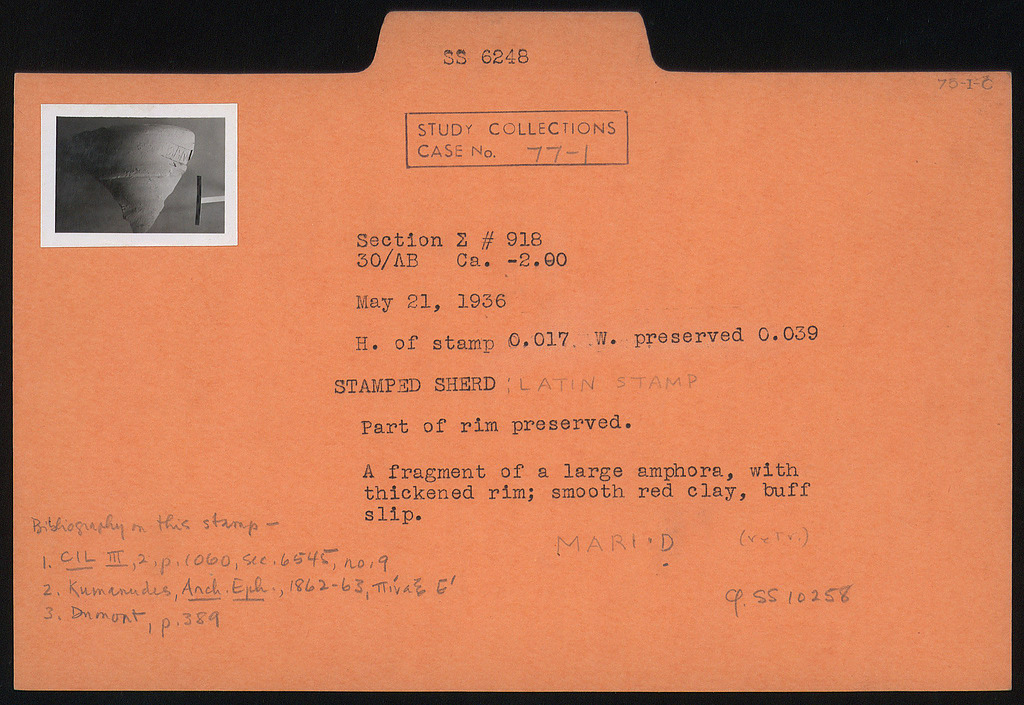 SS 6248
75-I-6
STUDY COLLECTIONS
CASE No. 77-1
Section Σ # 918
30/AB Ca. -2.00
May 21, 1936
H. of stamp 0.017 W. preserved 0.039
STAMPED SHERD ; LATIN STAMP
Part of rim preserved.
A fragment of a large amphora, with
thickened rim; smooth red clay, buff
slip.
MARI·D (retr.)
Bibliography on this stamp —
1. CIL III, 2, p. 1060, sec. 6545, no. 9
2. Kumanudes, Arch. Eph., 1862-63, Πίναξ Ε'
3. Dumont, p. 389
cf. SS 10258